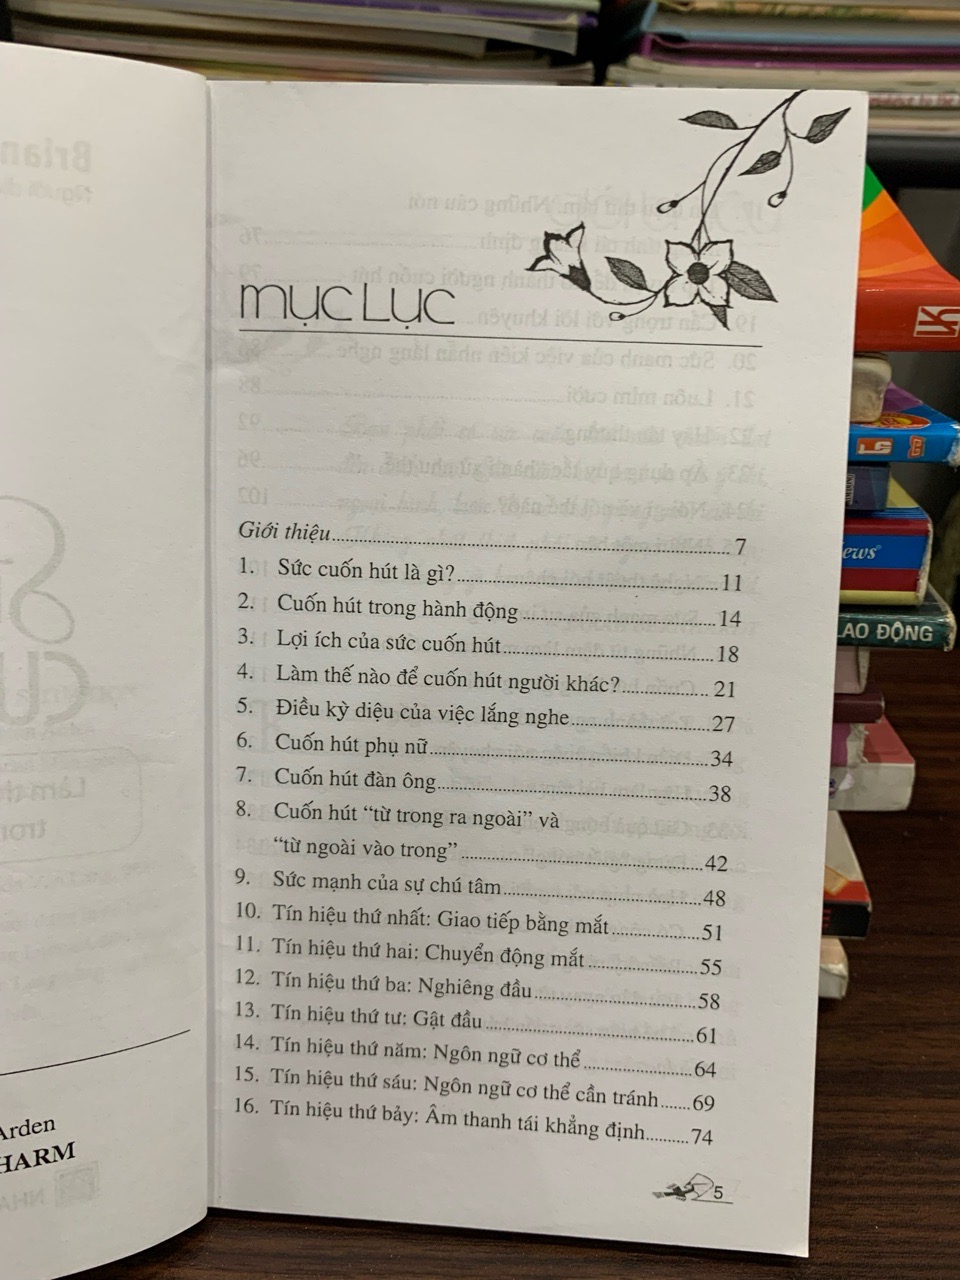 MỤC LỤC
Giới thiệu........7
1. Sức cuốn hút là gì?........11
2. Cuốn hút trong hành động........14
3. Lợi ích của sức cuốn hút........18
4. Làm thế nào để cuốn hút người khác?........21
5. Điều kỳ diệu của việc lắng nghe........27
6. Cuốn hút phụ nữ........34
7. Cuốn hút đàn ông........38
8. Cuốn hút “từ trong ra ngoài” và
“từ ngoài vào trong”........42
9. Sức mạnh của sự chú tâm........48
10. Tín hiệu thứ nhất: Giao tiếp bằng mắt........51
11. Tín hiệu thứ hai: Chuyển động mắt........55
12. Tín hiệu thứ ba: Nghiêng đầu........58
13. Tín hiệu thứ tư: Gật đầu........61
14. Tín hiệu thứ năm: Ngôn ngữ cơ thể........64
15. Tín hiệu thứ sáu: Ngôn ngữ cơ thể cần tránh........69
16. Tín hiệu thứ bảy: Âm thanh tái khẳng định........74
5
Arden
HARM
ews
LAO ĐỘNG